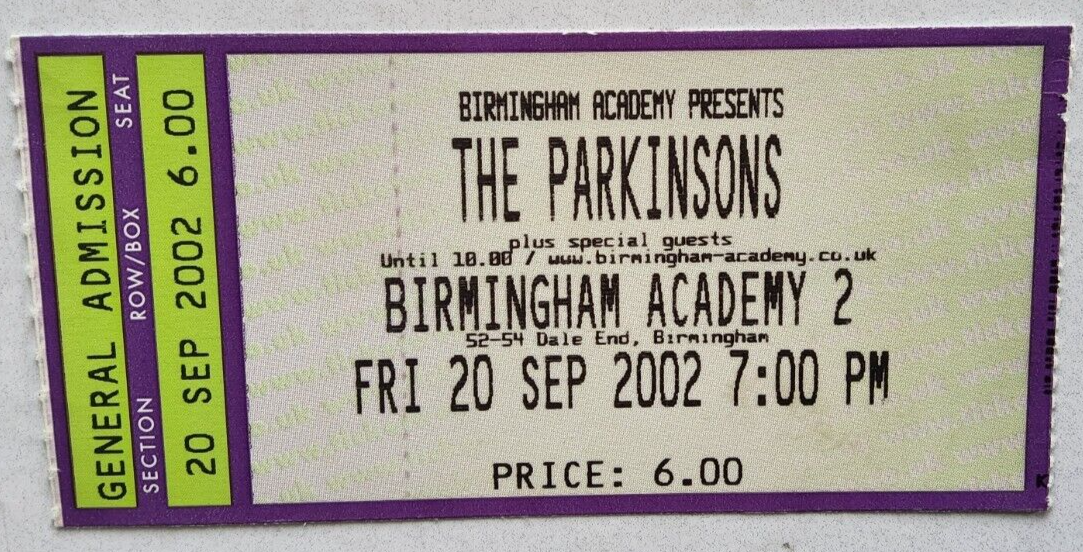 GENERAL ADMISSION
SECTION ROW/BOX SEAT
20 SEP 2002 6.00
BIRMINGHAM ACADEMY PRESENTS
THE PARKINSONS
plus special guests
Until 10.00 / www.birmingham-academy.co.uk
BIRMINGHAM ACADEMY 2
52-54 Dale End, Birmingham
FRI 20 SEP 2002 7:00 PM
PRICE: 6.00
K